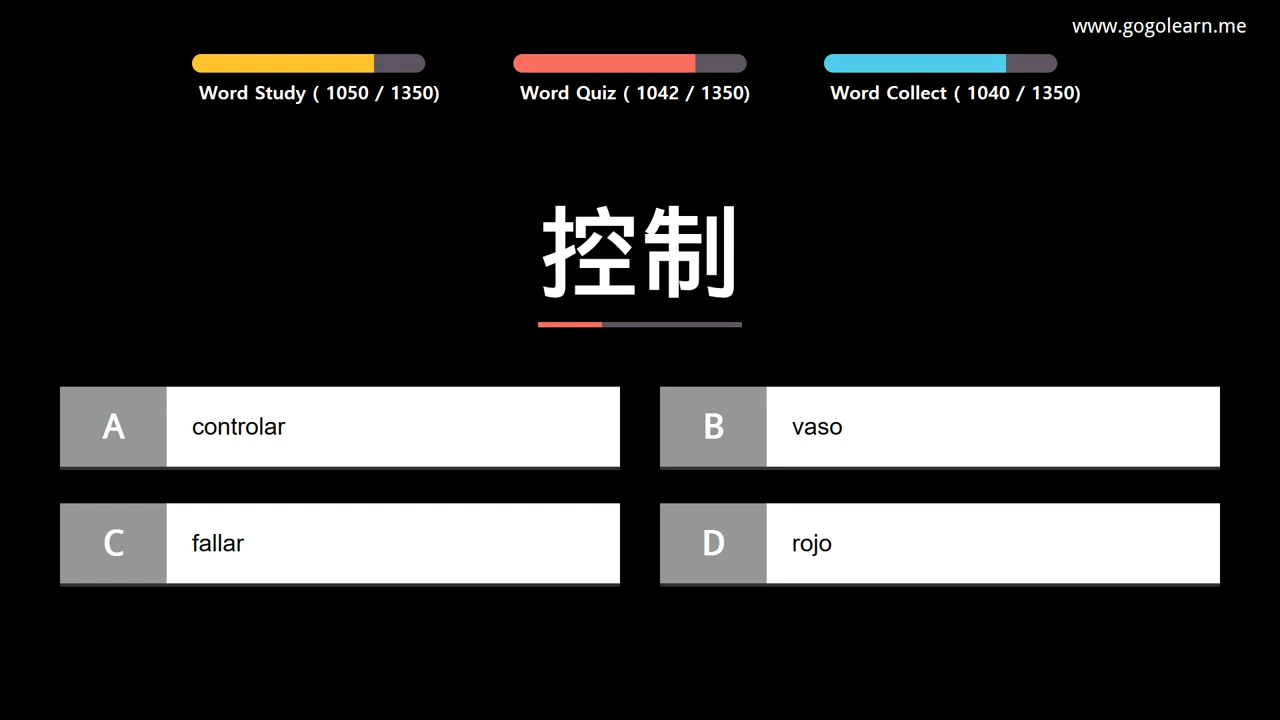 www.gogolearn.me
Word Study ( 1050 / 1350)
Word Quiz ( 1042 / 1350)
Word Collect ( 1040 / 1350)
控制
A controlar
B vaso
C fallar
D rojo